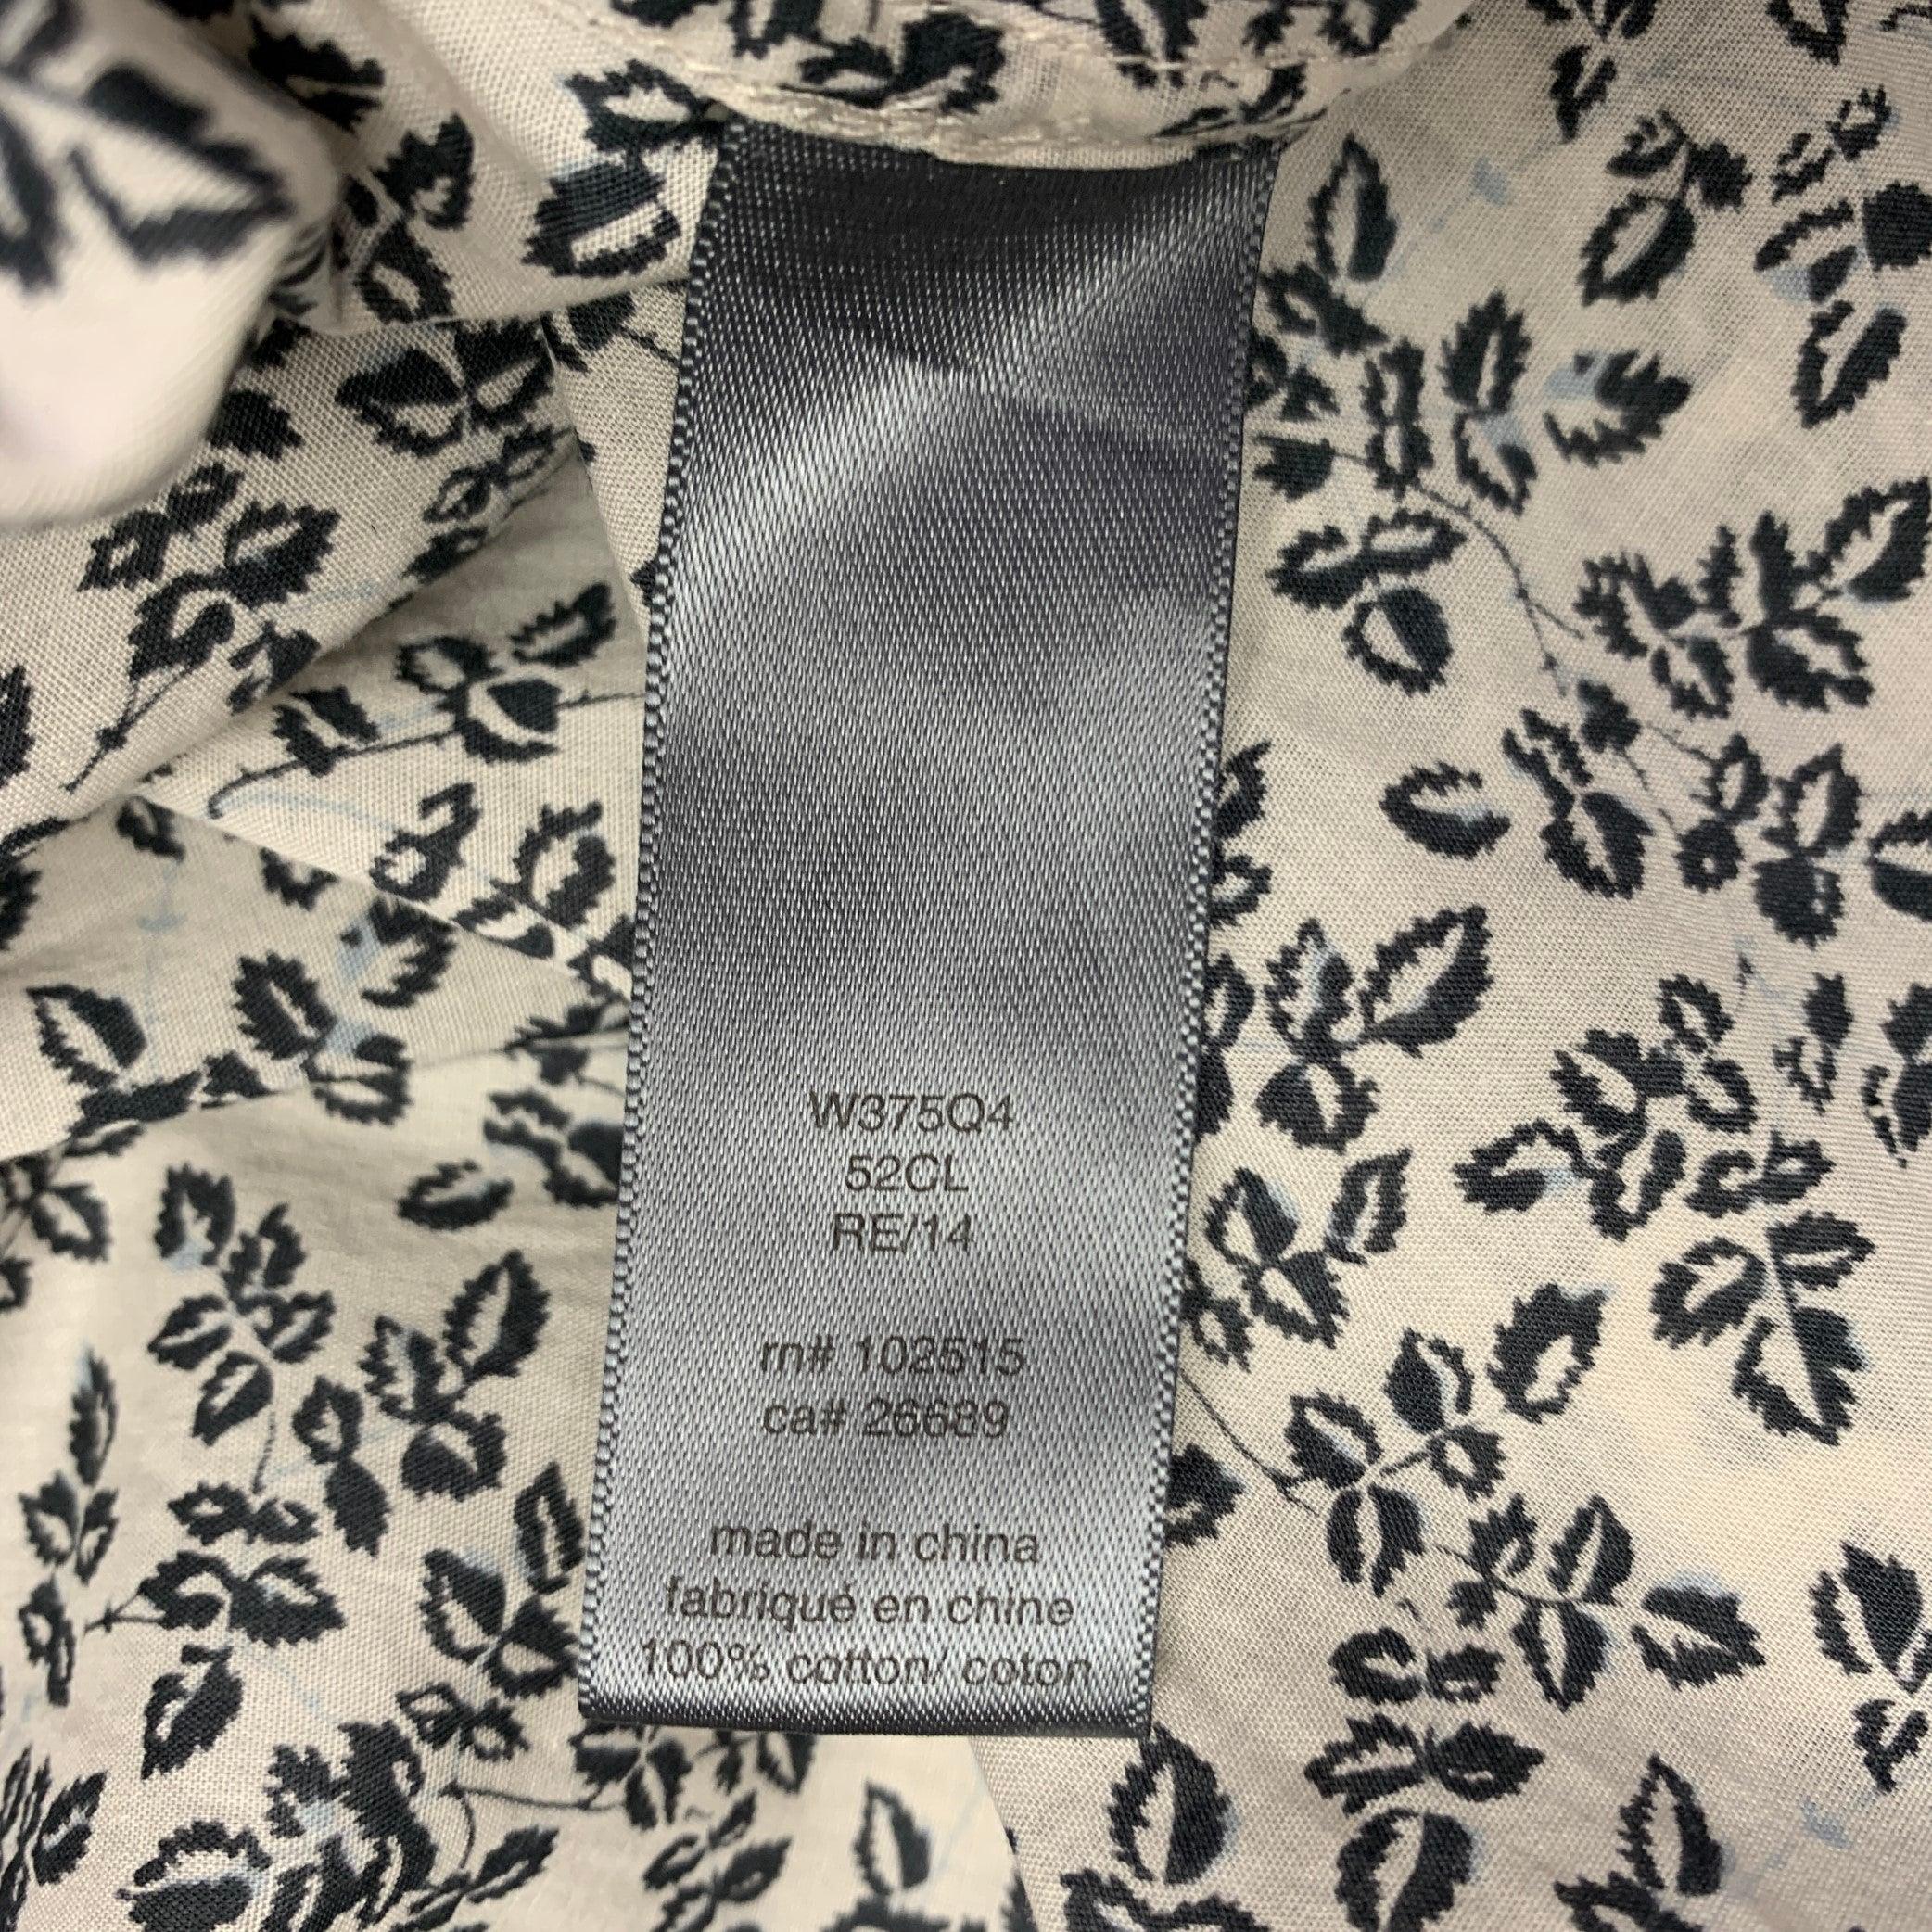 W375Q4
52CL
RE/14
rn# 102515
ca# 26689
made in china
fabriqué en chine
100% cotton/ coton